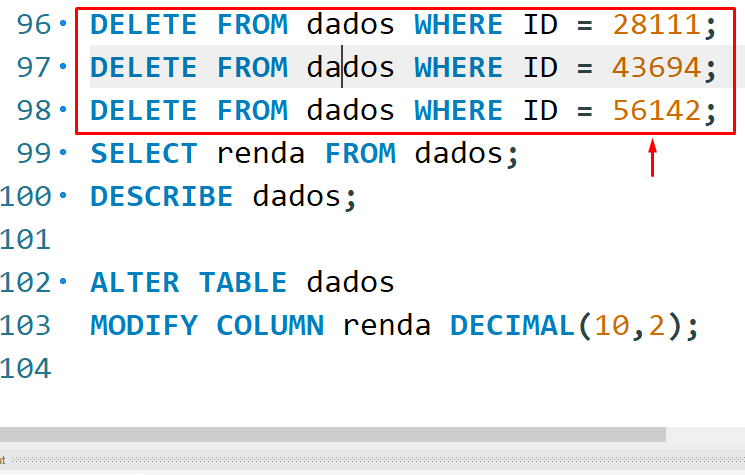 96 DELETE FROM dados WHERE ID = 28111;
97 DELETE FROM dados WHERE ID = 43694;
98 DELETE FROM dados WHERE ID = 56142;
99 SELECT renda FROM dados;
100 DESCRIBE dados;
101
102 ALTER TABLE dados
103 MODIFY COLUMN renda DECIMAL(10,2);
104